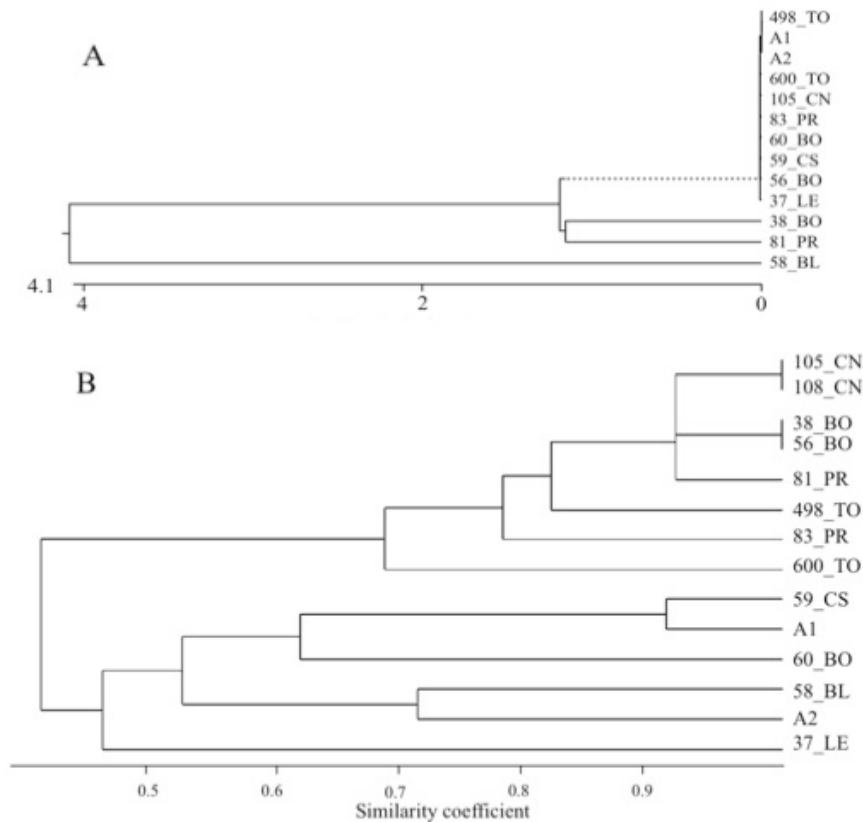 498_TO
A1
A
A2
600_TO
105_CN
83_PR
60_BO
59_CS
56_BO
37_LE
38_BO
81_PR
58_BL
4.1
4 2 0
B
105_CN
108_CN
38_BO
56_BO
81_PR
498_TO
83_PR
600_TO
59_CS
A1
60_BO
58_BL
A2
37_LE
0.5 0.6 0.7 0.8 0.9
Similarity coefficient